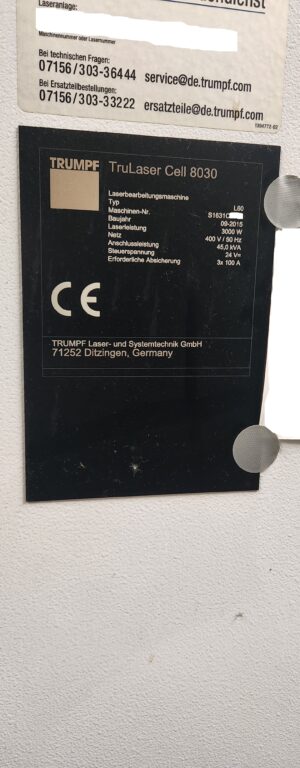 Laseranlage:
Maschinennummer oder Lasernummer
Bei technischen Fragen:
07156/303-36444 service@de.trumpf.com
Bei Ersatzteilbestellungen:
07156/303-33222 ersatzteile@de.trumpf.com
TRUMPF TruLaser Cell 8030
Laserbearbeitungsmaschine
Typ L60
Maschinen-Nr.
Baujahr 09-2015
Laserleistung 3000 W
Netz 400 V / 50 Hz
Anschlussleistung 45,0 kVA
Steuerspannung 24 V=
Erforderliche Absicherung 3x 100 A
CE
TRUMPF Laser- und Systemtechnik GmbH
71252 Ditzingen, Germany